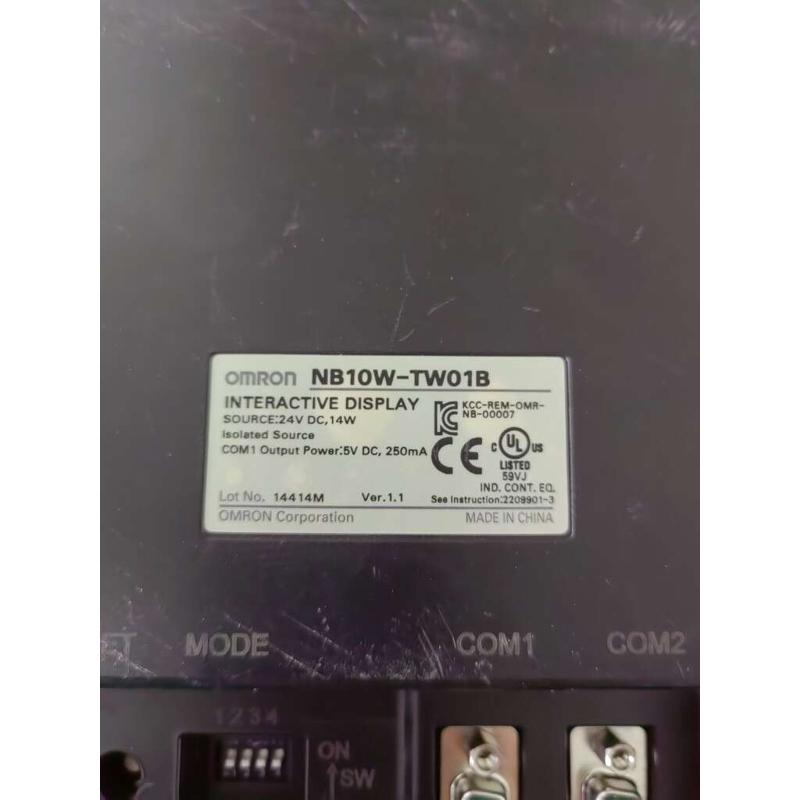 OMRON NB10W-TW01B
INTERACTIVE DISPLAY
SOURCE:24V DC,14W
Isolated Source
COM1 Output Power:5V DC, 250mA
KCC-REM-OMR-
NB-00007
CE
C UL US
LISTED
59VJ
IND. CONT. EQ.
Lot No. 14414M Ver.1.1 See Instruction:2209901-3
OMRON Corporation MADE IN CHINA
MODE COM1 COM2
1 2 3 4
ON
SW